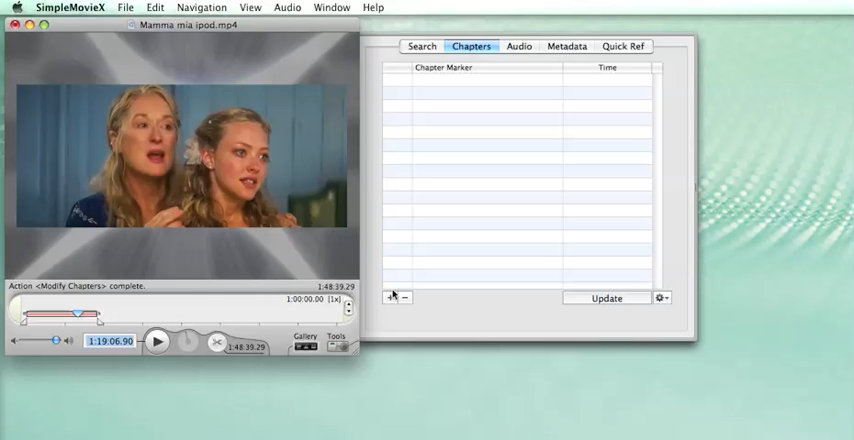 SimpleMovieX File Edit Navigation View Audio Window Help
Mamma mia ipod.mp4
Search Chapters Audio Metadata Quick Ref
Chapter Marker Time
Action <Modify Chapters> complete. 1:48:39.29
1:00:00.00 [1x]
+ − Update
Gallery Tools
1:19:06.90 1:48:39.29